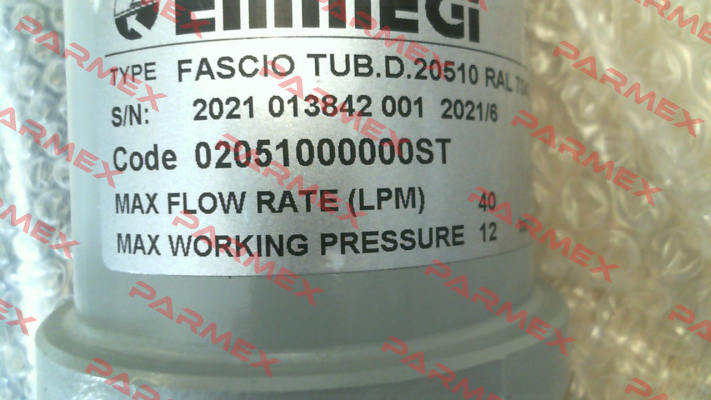 EMMEGI
TYPE FASCIO TUB.D.20510 RAL
S/N: 2021 013842 001 2021/6
Code 02051000000ST
MAX FLOW RATE (LPM) 40
MAX WORKING PRESSURE 12
PARMEX